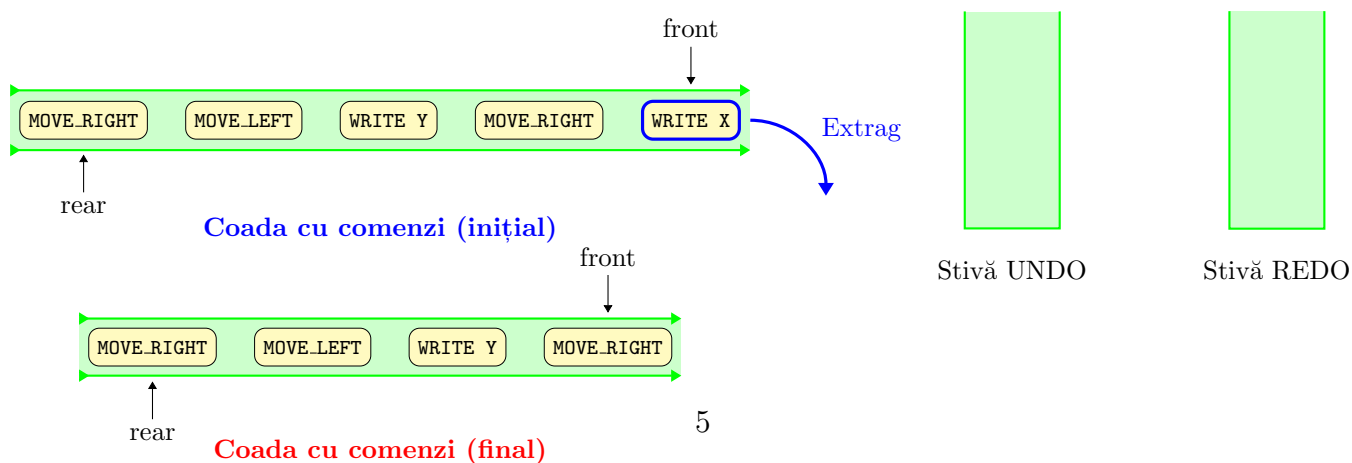 front
MOVE_RIGHT MOVE_LEFT WRITE Y MOVE_RIGHT WRITE X
Extrag
rear
Coada cu comenzi (inițial)
front
Stivă UNDO Stivă REDO
MOVE_RIGHT MOVE_LEFT WRITE Y MOVE_RIGHT
5
rear
Coada cu comenzi (final)